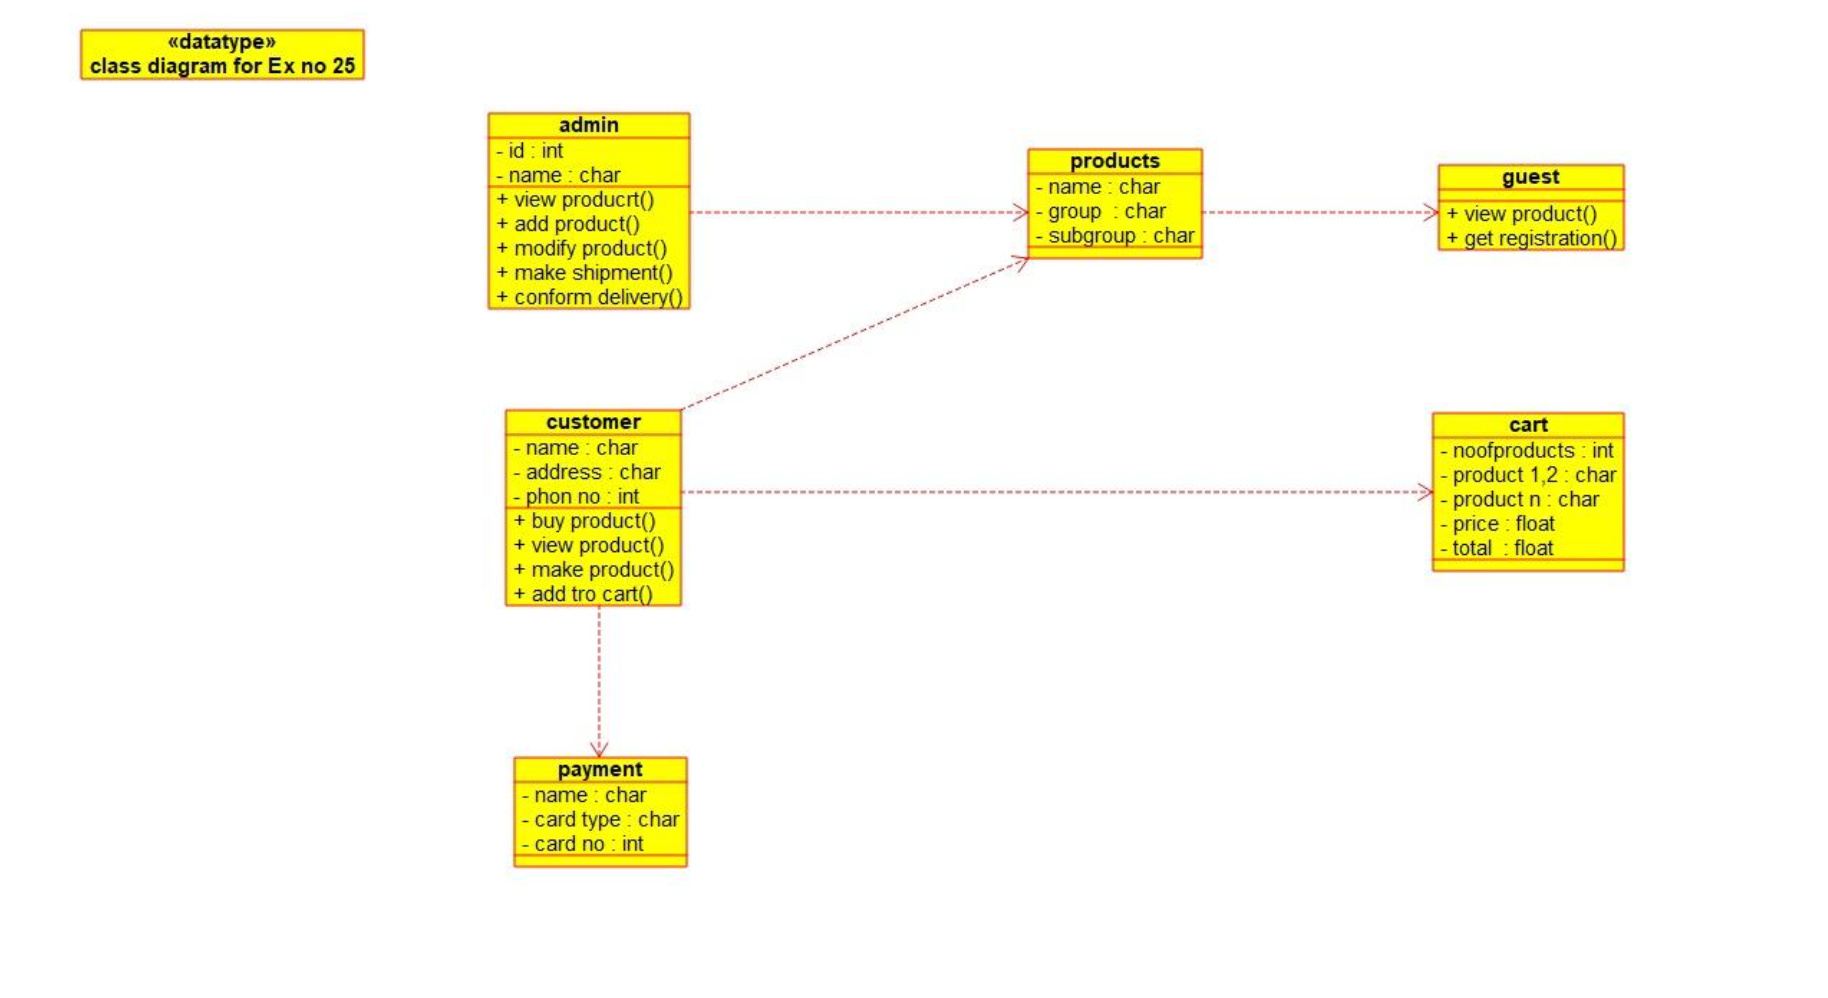 «datatype»
class diagram for Ex no 25
admin
- id : int
- name : char
+ view producrt()
+ add product()
+ modify product()
+ make shipment()
+ conform delivery()
products
- name : char
- group  : char
- subgroup : char
guest
+ view product()
+ get registration()
customer
- name : char
- address : char
- phon no : int
+ buy product()
+ view product()
+ make product()
+ add tro cart()
cart
- noofproducts : int
- product 1,2 : char
- product n : char
- price : float
- total  : float
payment
- name : char
- card type : char
- card no : int